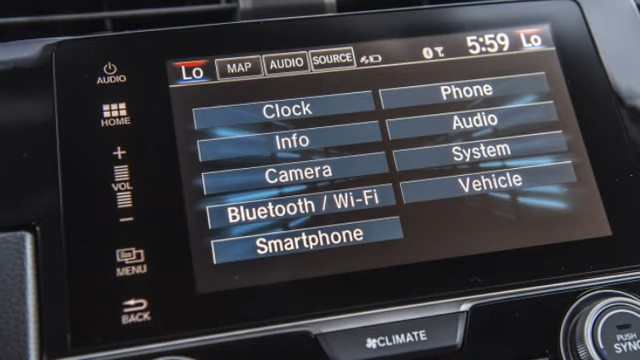 AUDIO
HOME
+
VOL
−
MENU
BACK
Lo MAP AUDIO SOURCE 5:59 Lo
Clock Phone
Info Audio
Camera System
Bluetooth / Wi-Fi Vehicle
Smartphone
CLIMATE
PUSH
SYNC